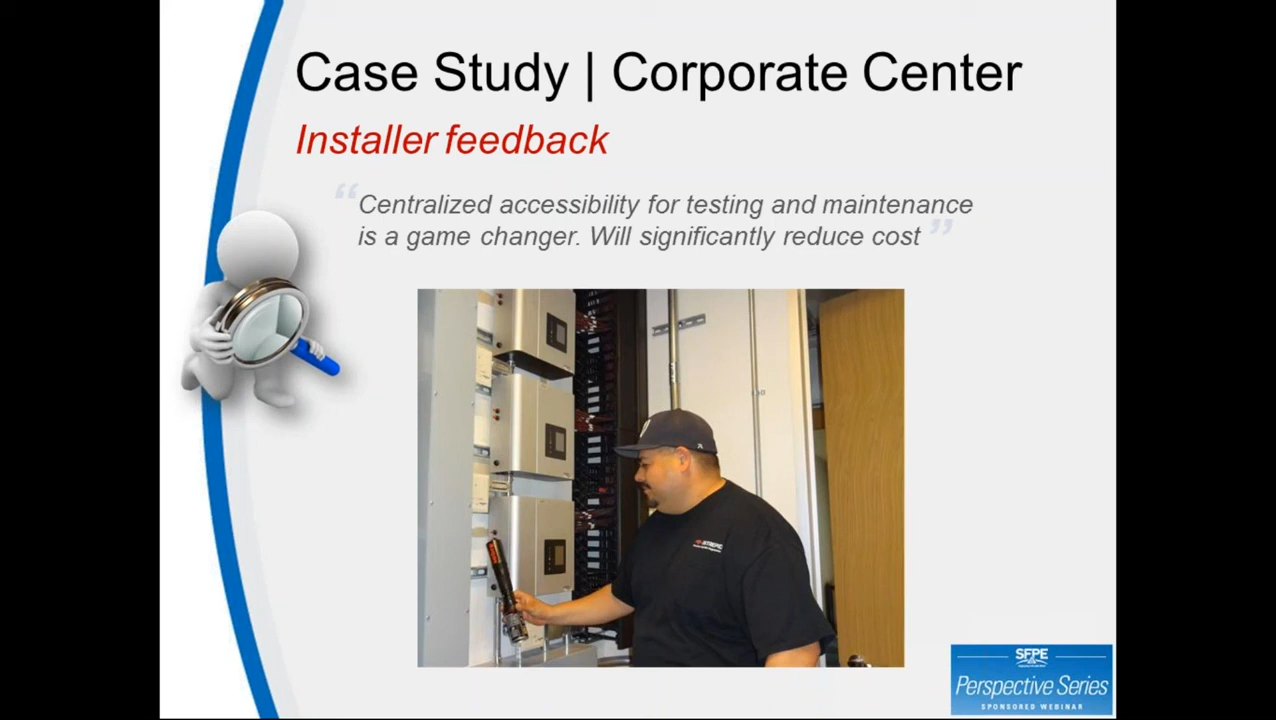 Case Study | Corporate Center
Installer feedback
“Centralized accessibility for testing and maintenance
is a game changer. Will significantly reduce cost”
SFPE
Perspective Series
SPONSORED WEBINAR